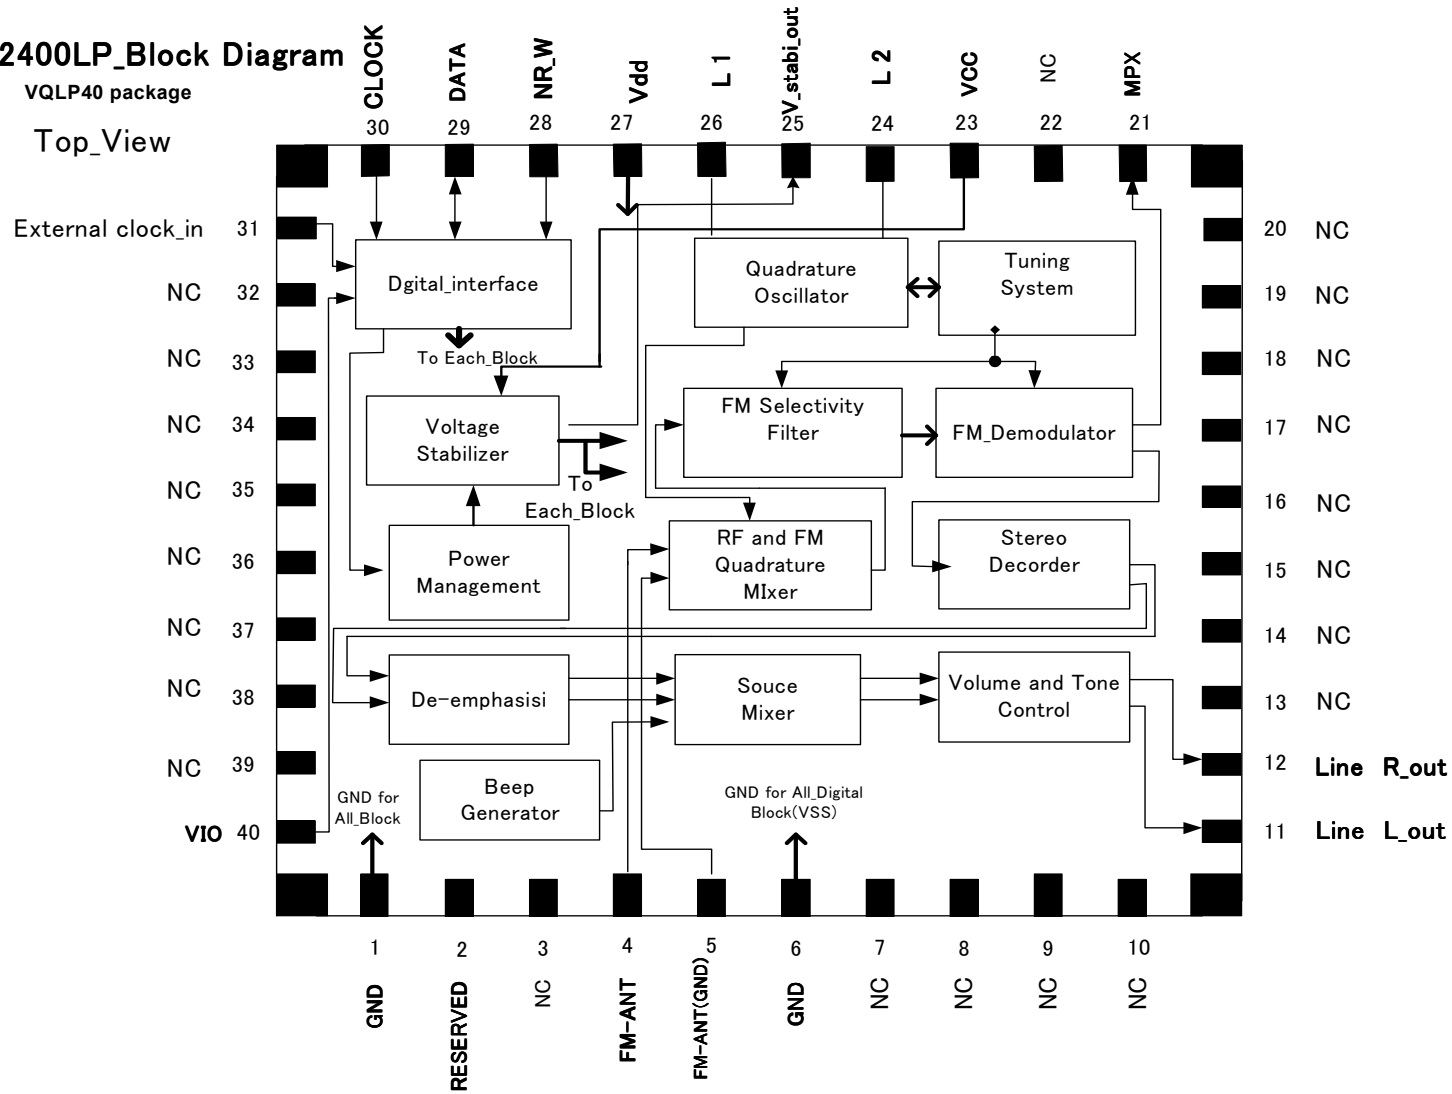 2400LP_Block Diagram
VQLP40 package
Top_View
CLOCK
DATA
NR_W
Vdd
L 1
V_stabi_out
L 2
VCC
NC
MPX
30
29
28
27
26
25
24
23
22
21
External clock_in 31
NC 32
NC 33
NC 34
NC 35
NC 36
NC 37
NC 38
NC 39
VIO 40
20 NC
19 NC
18 NC
17 NC
16 NC
15 NC
14 NC
13 NC
12 Line R_out
11 Line L_out
Dgital_interface
To Each_Block
Quadrature
Oscillator
Tuning
System
Voltage
Stabilizer
To
Each_Block
FM Selectivity
Filter
FM_Demodulator
Power
Management
RF and FM
Quadrature
MIxer
Stereo
Decorder
De-emphasisi
Souce
Mixer
Volume and Tone
Control
Beep
Generator
GND for
All_Block
GND for All_Digital
Block(VSS)
1
2
3
4
5
6
7
8
9
10
GND
RESERVED
NC
FM-ANT
FM-ANT(GND)
GND
NC
NC
NC
NC